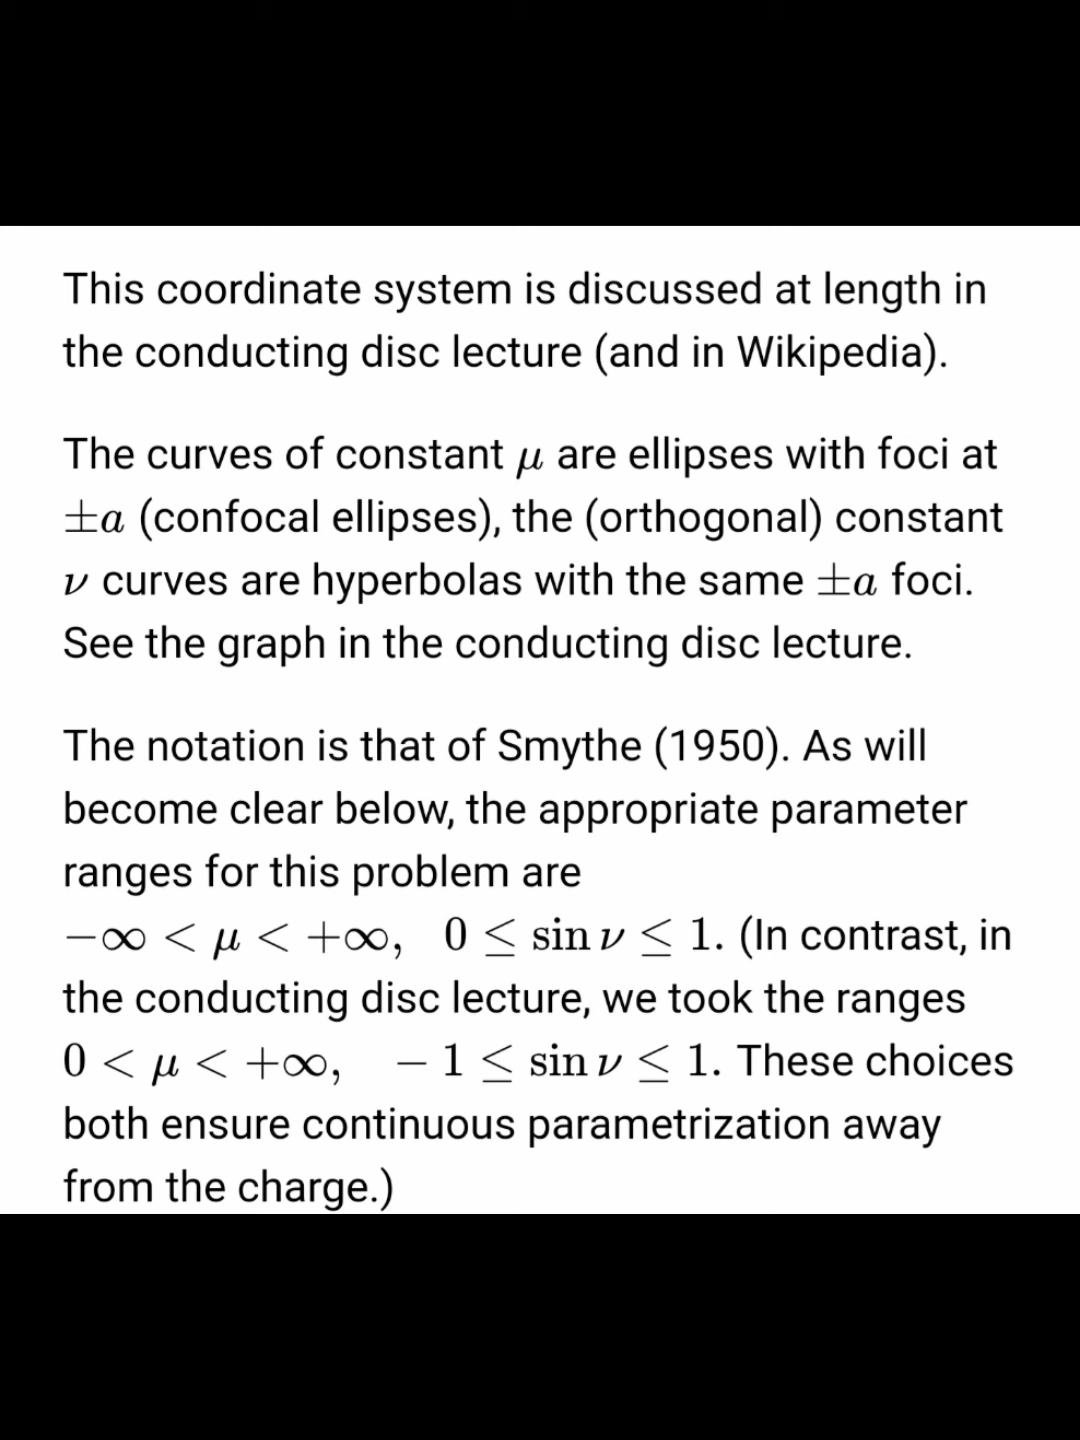 This coordinate system is discussed at length in
the conducting disc lecture (and in Wikipedia).
The curves of constant μ are ellipses with foci at
±a (confocal ellipses), the (orthogonal) constant
ν curves are hyperbolas with the same ±a foci.
See the graph in the conducting disc lecture.
The notation is that of Smythe (1950). As will
become clear below, the appropriate parameter
ranges for this problem are
−∞ < μ < +∞, 0 ≤ sin ν ≤ 1. (In contrast, in
the conducting disc lecture, we took the ranges
0 < μ < +∞, − 1 ≤ sin ν ≤ 1. These choices
both ensure continuous parametrization away
from the charge.)